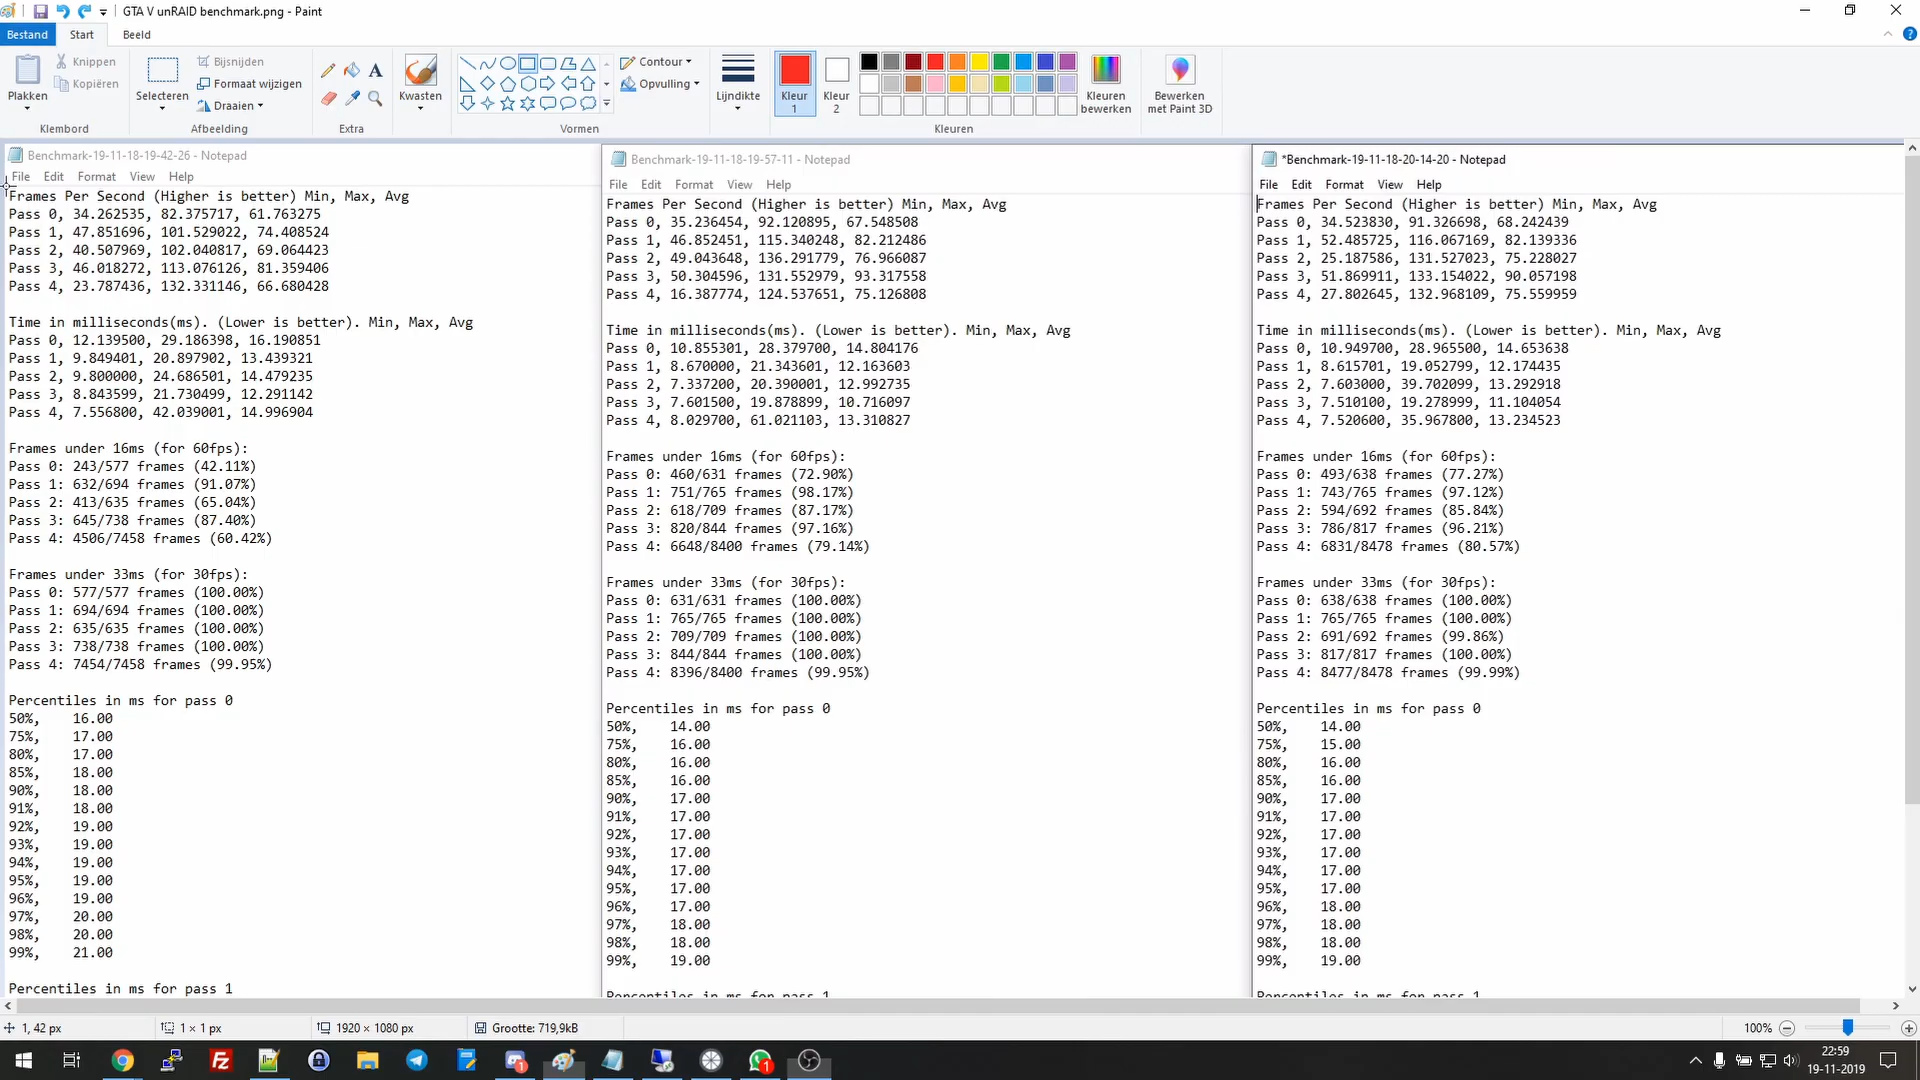 GTA V unRAID benchmark.png - Paint
Bestand
Start
Beeld
Plakken
Knippen
Kopiëren
Klembord
Selecteren
Bijsnijden
Formaat wijzigen
Draaien
Afbeelding
A
Extra
Kwasten
Vormen
Contour
Opvulling
Lijndikte
Kleur
1
Kleur
2
Kleuren
bewerken
Kleuren
Bewerken
met Paint 3D
Benchmark-19-11-18-19-42-26 - Notepad
File Edit Format View Help
Frames Per Second (Higher is better) Min, Max, Avg
Pass 0, 34.262535, 82.375717, 61.763275
Pass 1, 47.851696, 101.529022, 74.408524
Pass 2, 40.507969, 102.040817, 69.064423
Pass 3, 46.018272, 113.076126, 81.359406
Pass 4, 23.787436, 132.331146, 66.680428
Time in milliseconds(ms). (Lower is better). Min, Max, Avg
Pass 0, 12.139500, 29.186398, 16.190851
Pass 1, 9.849401, 20.897902, 13.439321
Pass 2, 9.800000, 24.686501, 14.479235
Pass 3, 8.843599, 21.730499, 12.291142
Pass 4, 7.556800, 42.039001, 14.996904
Frames under 16ms (for 60fps):
Pass 0: 243/577 frames (42.11%)
Pass 1: 632/694 frames (91.07%)
Pass 2: 413/635 frames (65.04%)
Pass 3: 645/738 frames (87.40%)
Pass 4: 4506/7458 frames (60.42%)
Frames under 33ms (for 30fps):
Pass 0: 577/577 frames (100.00%)
Pass 1: 694/694 frames (100.00%)
Pass 2: 635/635 frames (100.00%)
Pass 3: 738/738 frames (100.00%)
Pass 4: 7454/7458 frames (99.95%)
Percentiles in ms for pass 0
50%, 16.00
75%, 17.00
80%, 17.00
85%, 18.00
90%, 18.00
91%, 18.00
92%, 19.00
93%, 19.00
94%, 19.00
95%, 19.00
96%, 19.00
97%, 20.00
98%, 20.00
99%, 21.00
Percentiles in ms for pass 1
Benchmark-19-11-18-19-57-11 - Notepad
File Edit Format View Help
Frames Per Second (Higher is better) Min, Max, Avg
Pass 0, 35.236454, 92.120895, 67.548508
Pass 1, 46.852451, 115.340248, 82.212486
Pass 2, 49.043648, 136.291779, 76.966087
Pass 3, 50.304596, 131.552979, 93.317558
Pass 4, 16.387774, 124.537651, 75.126808
Time in milliseconds(ms). (Lower is better). Min, Max, Avg
Pass 0, 10.855301, 28.379700, 14.804176
Pass 1, 8.670000, 21.343601, 12.163603
Pass 2, 7.337200, 20.390001, 12.992735
Pass 3, 7.601500, 19.878899, 10.716097
Pass 4, 8.029700, 61.021103, 13.310827
Frames under 16ms (for 60fps):
Pass 0: 460/631 frames (72.90%)
Pass 1: 751/765 frames (98.17%)
Pass 2: 618/709 frames (87.17%)
Pass 3: 820/844 frames (97.16%)
Pass 4: 6648/8400 frames (79.14%)
Frames under 33ms (for 30fps):
Pass 0: 631/631 frames (100.00%)
Pass 1: 765/765 frames (100.00%)
Pass 2: 709/709 frames (100.00%)
Pass 3: 844/844 frames (100.00%)
Pass 4: 8396/8400 frames (99.95%)
Percentiles in ms for pass 0
50%, 14.00
75%, 16.00
80%, 16.00
85%, 16.00
90%, 17.00
91%, 17.00
92%, 17.00
93%, 17.00
94%, 17.00
95%, 17.00
96%, 17.00
97%, 18.00
98%, 18.00
99%, 19.00
Percentiles in ms for pass 1
*Benchmark-19-11-18-20-14-20 - Notepad
File Edit Format View Help
Frames Per Second (Higher is better) Min, Max, Avg
Pass 0, 34.523830, 91.326698, 68.242439
Pass 1, 52.485725, 116.067169, 82.139336
Pass 2, 25.187586, 131.527023, 75.228027
Pass 3, 51.869911, 133.154022, 90.057198
Pass 4, 27.802645, 132.968109, 75.559959
Time in milliseconds(ms). (Lower is better). Min, Max, Avg
Pass 0, 10.949700, 28.965500, 14.653638
Pass 1, 8.615701, 19.052799, 12.174435
Pass 2, 7.603000, 39.702099, 13.292918
Pass 3, 7.510100, 19.278999, 11.104054
Pass 4, 7.520600, 35.967800, 13.234523
Frames under 16ms (for 60fps):
Pass 0: 493/638 frames (77.27%)
Pass 1: 743/765 frames (97.12%)
Pass 2: 594/692 frames (85.84%)
Pass 3: 786/817 frames (96.21%)
Pass 4: 6831/8478 frames (80.57%)
Frames under 33ms (for 30fps):
Pass 0: 638/638 frames (100.00%)
Pass 1: 765/765 frames (100.00%)
Pass 2: 691/692 frames (99.86%)
Pass 3: 817/817 frames (100.00%)
Pass 4: 8477/8478 frames (99.99%)
Percentiles in ms for pass 0
50%, 14.00
75%, 15.00
80%, 16.00
85%, 16.00
90%, 17.00
91%, 17.00
92%, 17.00
93%, 17.00
94%, 17.00
95%, 17.00
96%, 18.00
97%, 18.00
98%, 18.00
99%, 19.00
Percentiles in ms for pass 1
1, 42 px
1 × 1 px
1920 × 1080 px
Grootte: 719,9kB
100%
22:59
19-11-2019